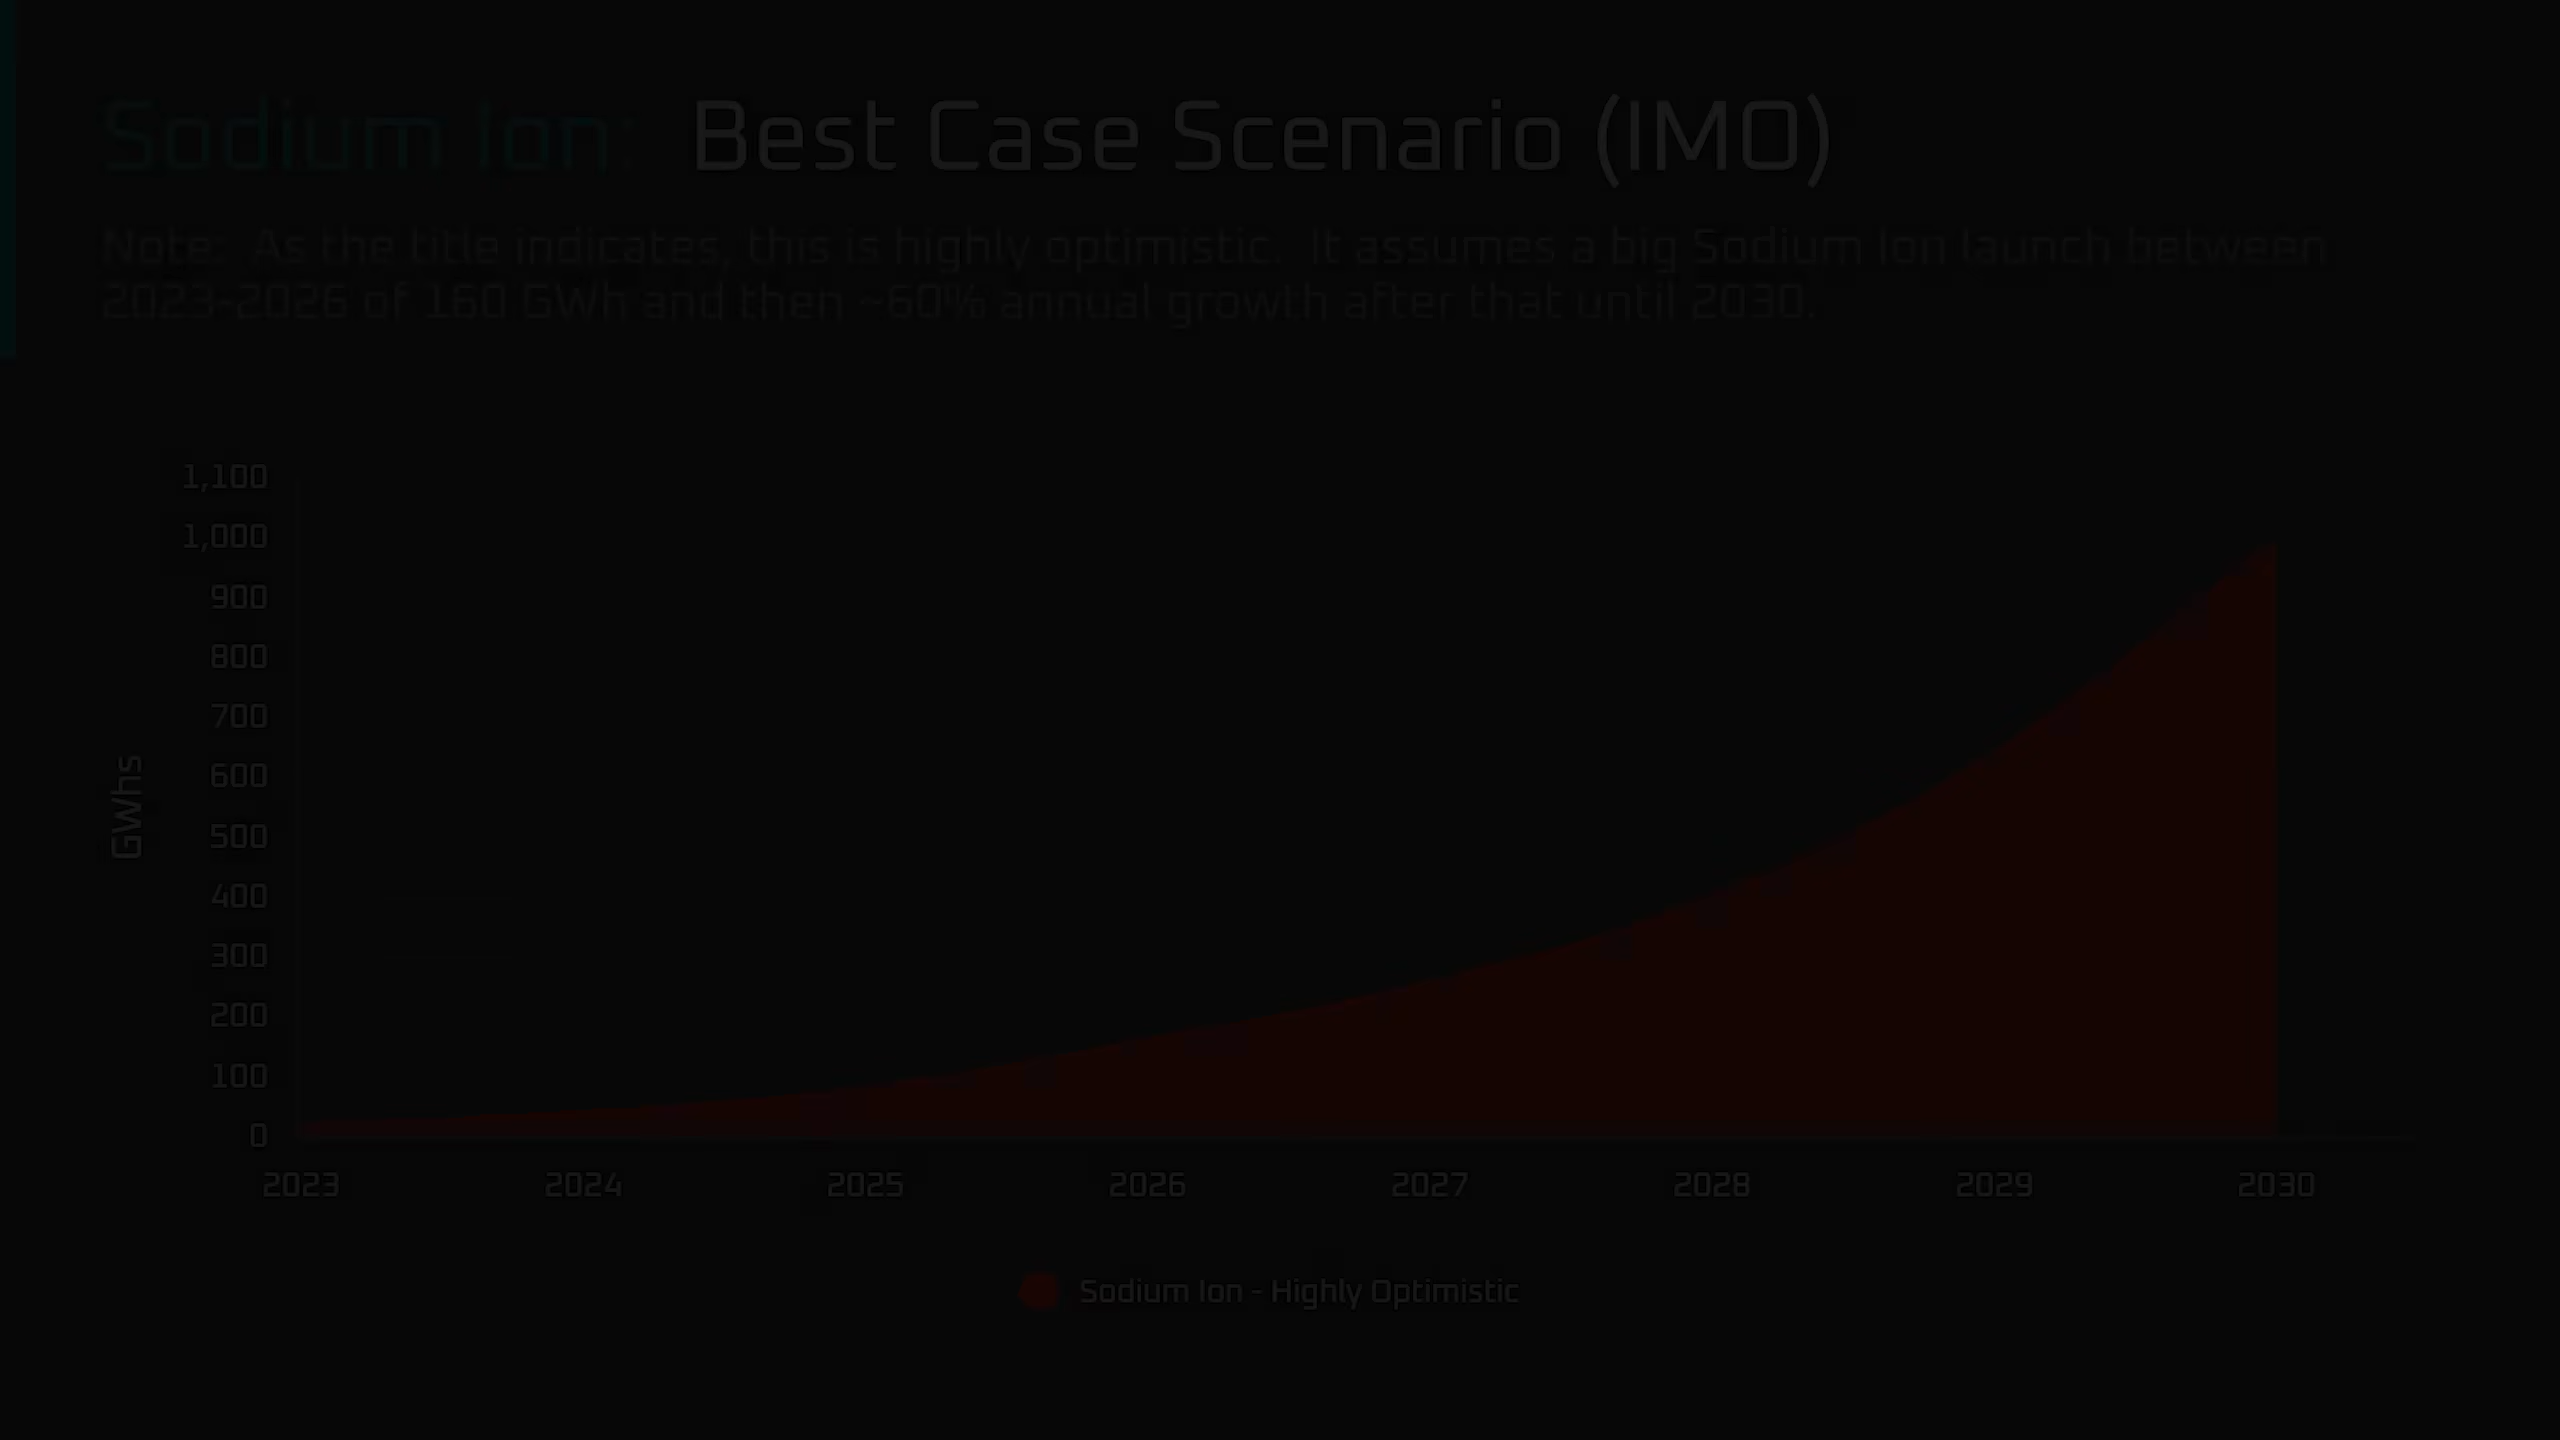 Sodium Ion: Best Case Scenario (IMO)
Note: As the title indicates, this is highly optimistic. It assumes a big Sodium Ion launch between
2023-2026 of 160 GWh and then ~60% annual growth after that until 2030.
1,100
1,000
900
800
700
600
500
400
300
200
100
0
GWhs
2023 2024 2025 2026 2027 2028 2029 2030
Sodium Ion - Highly Optimistic